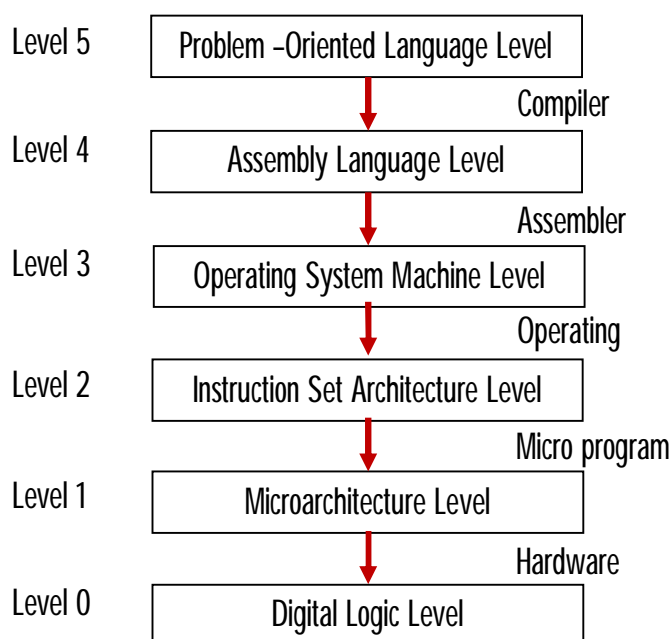 Level 5
Problem –Oriented Language Level
Compiler
Level 4
Assembly Language Level
Assembler
Level 3
Operating System Machine Level
Operating
Level 2
Instruction Set Architecture Level
Micro program
Level 1
Microarchitecture Level
Hardware
Level 0
Digital Logic Level